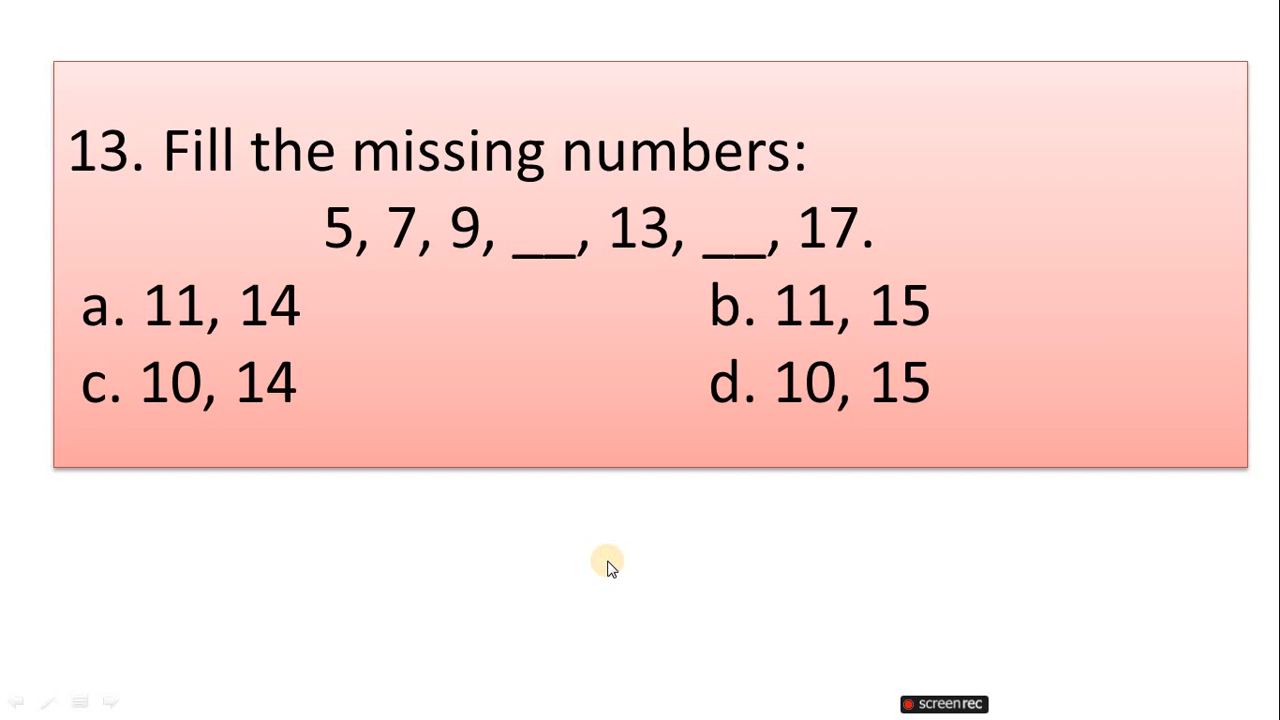 13. Fill the missing numbers:
5, 7, 9, __, 13, __, 17.
a. 11, 14 b. 11, 15
c. 10, 14 d. 10, 15
screenrec